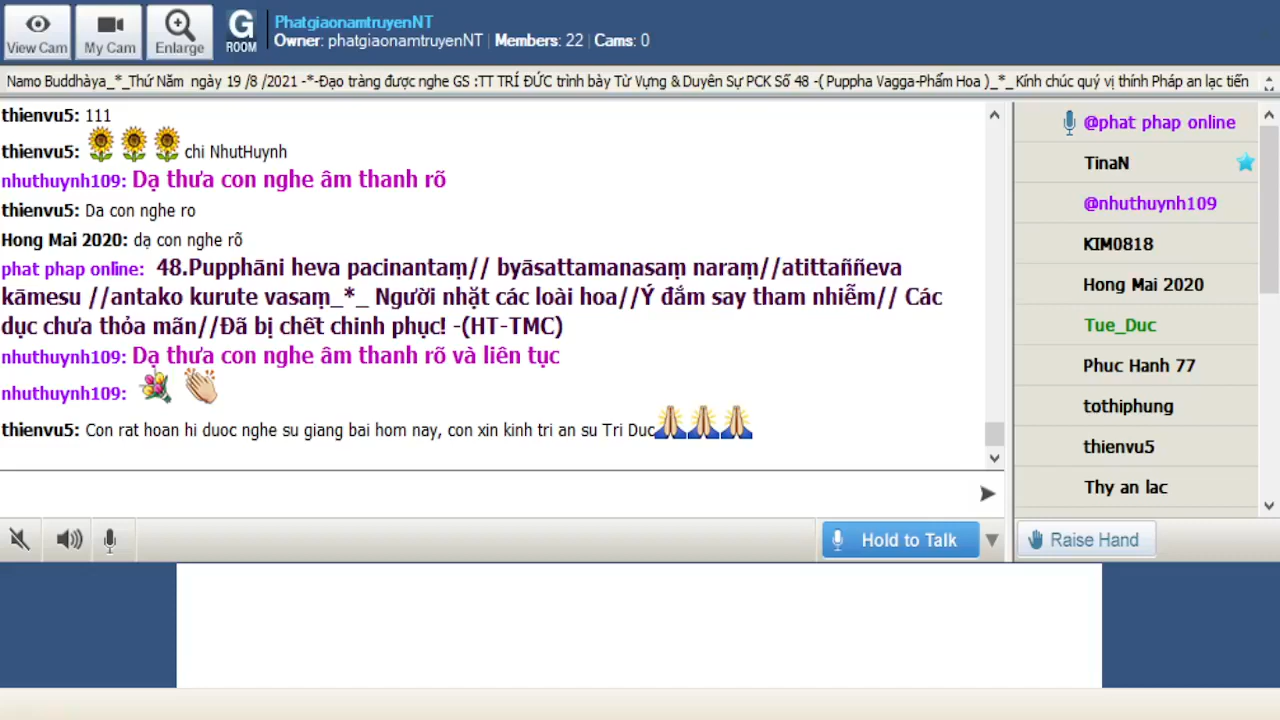 View Cam
My Cam
Enlarge
G
ROOM
PhatgiaonamtruyenNT
Owner: phatgiaonamtruyenNT | Members: 22 | Cams: 0
Namo Buddhàya_*_Thứ Năm ngày 19 /8 /2021 -*-Đạo tràng được nghe GS :TT TRÍ ĐỨC trình bày Từ Vựng & Duyên Sự PCK Số 48 -( Puppha Vagga-Phẩm Hoa )_*_Kính chúc quý vị thính Pháp an lạc tiến
thienvu5: 111
thienvu5: chi NhutHuynh
nhuthuynh109: Dạ thưa con nghe âm thanh rõ
thienvu5: Da con nghe ro
Hong Mai 2020: dạ con nghe rõ
phat phap online: 48.Pupphāni heva pacinantaṃ// byāsattamanasaṃ naraṃ//atittaññeva
kāmesu //antako kurute vasaṃ_*_ Người nhặt các loài hoa//Ý đắm say tham nhiễm// Các
dục chưa thỏa mãn//Đã bị chết chinh phục! -(HT-TMC)
nhuthuynh109: Dạ thưa con nghe âm thanh rõ và liên tục
nhuthuynh109:
thienvu5: Con rat hoan hi duoc nghe su giang bai hom nay, con xin kinh tri an su Tri Duc
@phat phap online
TinaN
@nhuthuynh109
KIM0818
Hong Mai 2020
Tue_Duc
Phuc Hanh 77
tothiphung
thienvu5
Thy an lac
Hold to Talk
Raise Hand